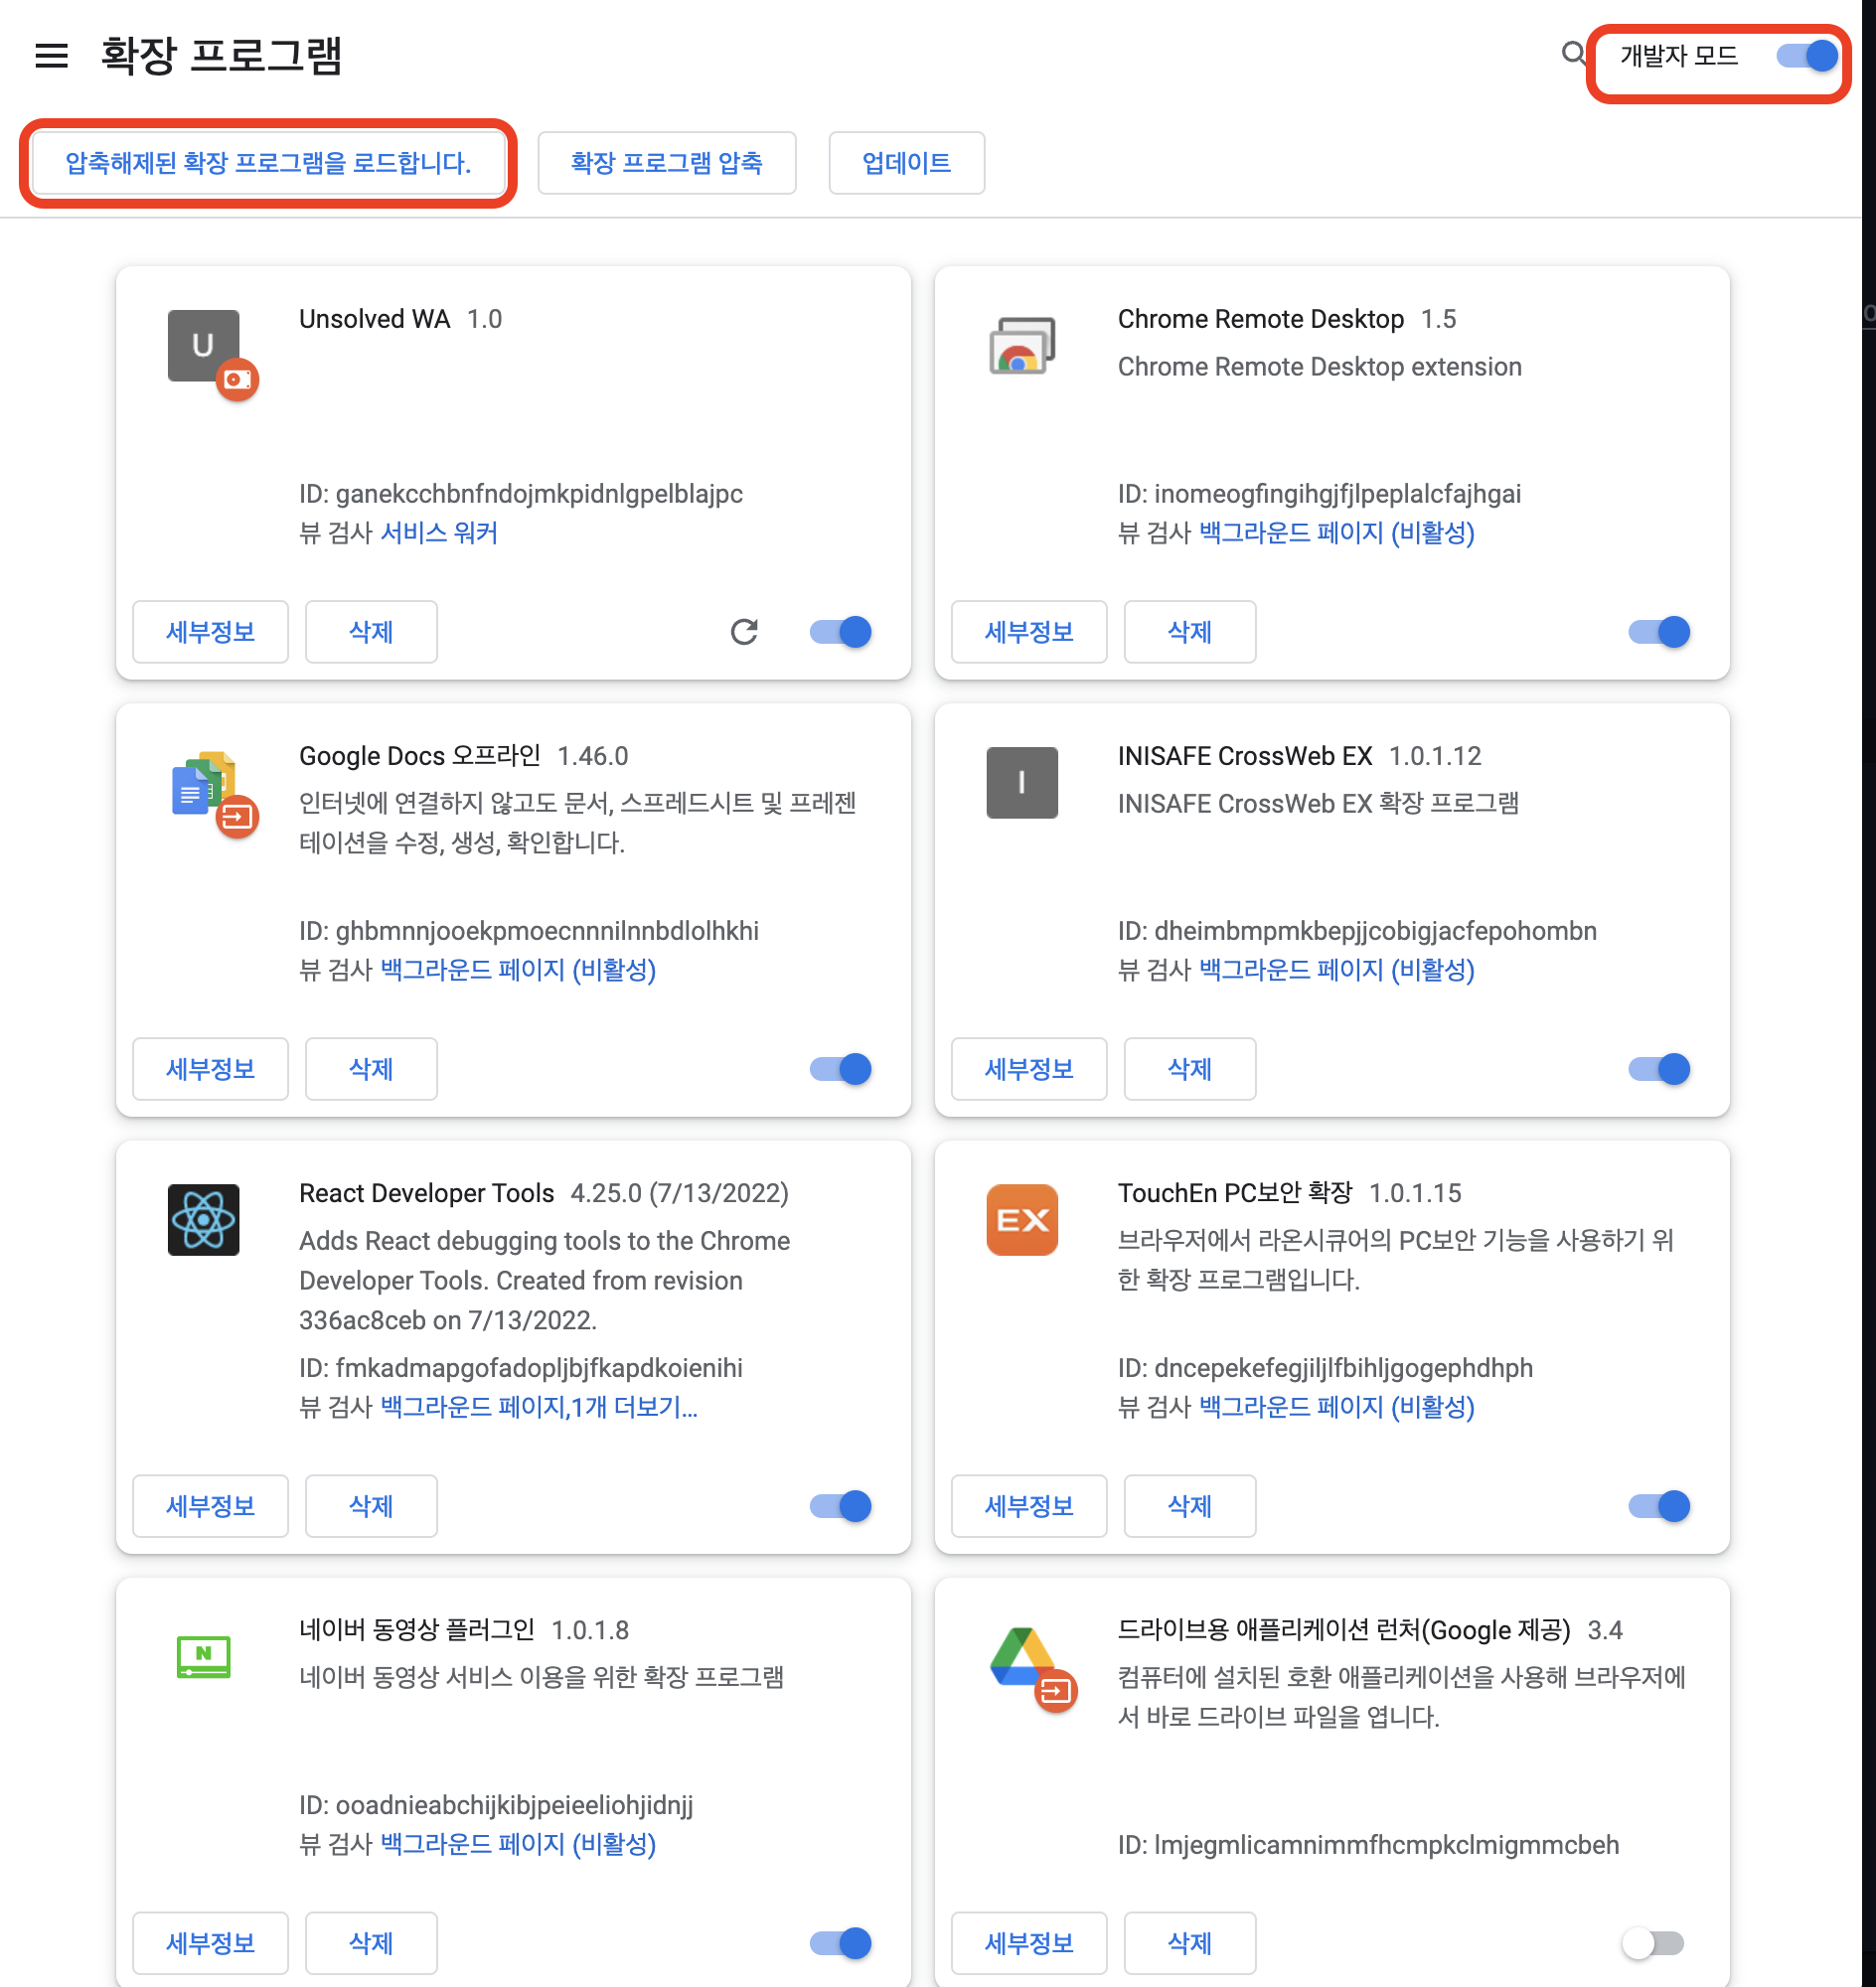 확장 프로그램
개발자 모드
압축해제된 확장 프로그램을 로드합니다.
확장 프로그램 압축
업데이트
U
Unsolved WA 1.0
ID: ganekcchbnfndojmkpidnlgpelblajpc
뷰 검사 서비스 워커
세부정보
삭제
Chrome Remote Desktop 1.5
Chrome Remote Desktop extension
ID: inomeogfingihgjfjlpeplalcfajhgai
뷰 검사 백그라운드 페이지 (비활성)
세부정보
삭제
Google Docs 오프라인 1.46.0
인터넷에 연결하지 않고도 문서, 스프레드시트 및 프레젠
테이션을 수정, 생성, 확인합니다.
ID: ghbmnnjooekpmoecnnnilnnbdlolhkhi
뷰 검사 백그라운드 페이지 (비활성)
세부정보
삭제
I
INISAFE CrossWeb EX 1.0.1.12
INISAFE CrossWeb EX 확장 프로그램
ID: dheimbmpmkbepjjcobigjacfepohombn
뷰 검사 백그라운드 페이지 (비활성)
세부정보
삭제
React Developer Tools 4.25.0 (7/13/2022)
Adds React debugging tools to the Chrome
Developer Tools. Created from revision
336ac8ceb on 7/13/2022.
ID: fmkadmapgofadopljbjfkapdkoienihi
뷰 검사 백그라운드 페이지,1개 더보기...
세부정보
삭제
EX
TouchEn PC보안 확장 1.0.1.15
브라우저에서 라온시큐어의 PC보안 기능을 사용하기 위
한 확장 프로그램입니다.
ID: dncepekefegjiljlfbihljgogephdhph
뷰 검사 백그라운드 페이지 (비활성)
세부정보
삭제
N
네이버 동영상 플러그인 1.0.1.8
네이버 동영상 서비스 이용을 위한 확장 프로그램
ID: ooadnieabchijkibjpeieeliohjidnjj
뷰 검사 백그라운드 페이지 (비활성)
세부정보
삭제
드라이브용 애플리케이션 런처(Google 제공) 3.4
컴퓨터에 설치된 호환 애플리케이션을 사용해 브라우저에
서 바로 드라이브 파일을 엽니다.
ID: lmjegmlicamnimmfhcmpkclmigmmcbeh
세부정보
삭제